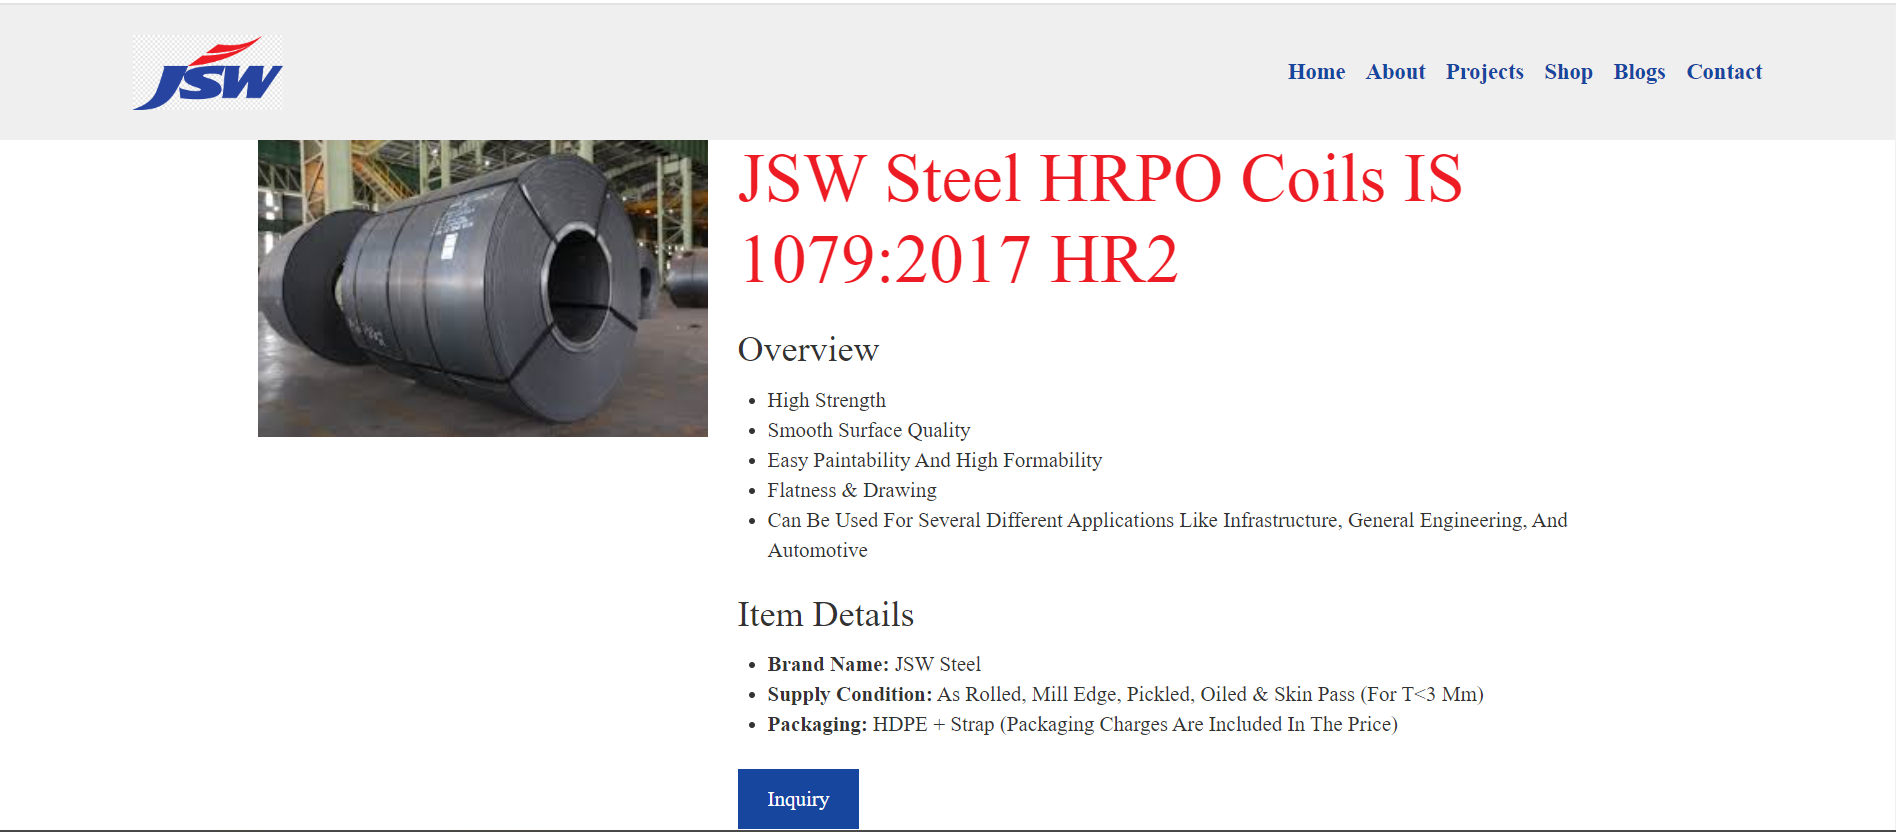 JSW
Home About Projects Shop Blogs Contact
JSW Steel HRPO Coils IS
1079:2017 HR2
Overview
• High Strength
• Smooth Surface Quality
• Easy Paintability And High Formability
• Flatness & Drawing
• Can Be Used For Several Different Applications Like Infrastructure, General Engineering, And
Automotive
Item Details
• Brand Name: JSW Steel
• Supply Condition: As Rolled, Mill Edge, Pickled, Oiled & Skin Pass (For T<3 Mm)
• Packaging: HDPE + Strap (Packaging Charges Are Included In The Price)
Inquiry